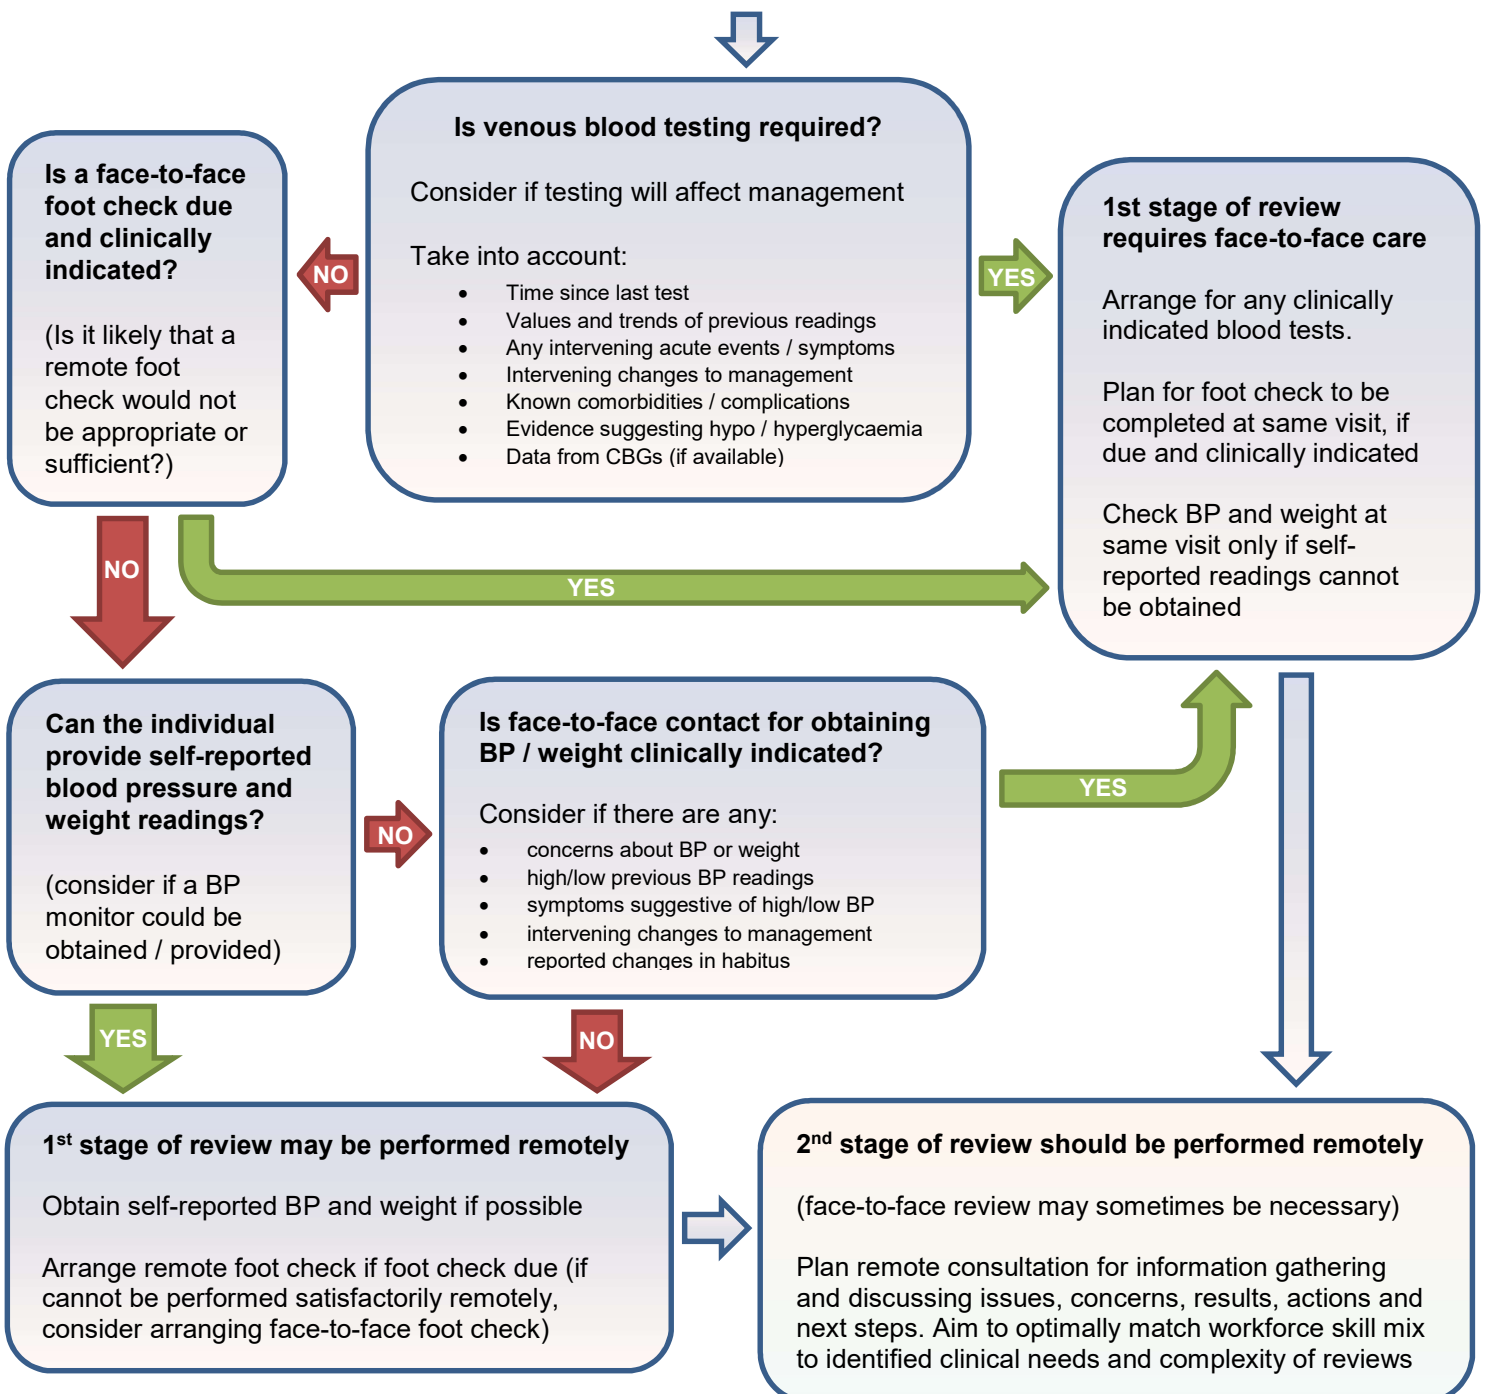 Is venous blood testing required?
Consider if testing will affect management
Take into account:
• Time since last test
• Values and trends of previous readings
• Any intervening acute events / symptoms
• Intervening changes to management
• Known comorbidities / complications
• Evidence suggesting hypo / hyperglycaemia
• Data from CBGs (if available)
NO
YES
Is a face-to-face
foot check due
and clinically
indicated?
(Is it likely that a
remote foot
check would not
be appropriate or
sufficient?)
1st stage of review
requires face-to-face care
Arrange for any clinically
indicated blood tests.
Plan for foot check to be
completed at same visit, if
due and clinically indicated
Check BP and weight at
same visit only if self-
reported readings cannot
be obtained
NO
YES
Can the individual
provide self-reported
blood pressure and
weight readings?
(consider if a BP
monitor could be
obtained / provided)
NO
Is face-to-face contact for obtaining
BP / weight clinically indicated?
Consider if there are any:
• concerns about BP or weight
• high/low previous BP readings
• symptoms suggestive of high/low BP
• intervening changes to management
• reported changes in habitus
YES
YES
NO
1st stage of review may be performed remotely
Obtain self-reported BP and weight if possible
Arrange remote foot check if foot check due (if
cannot be performed satisfactorily remotely,
consider arranging face-to-face foot check)
2nd stage of review should be performed remotely
(face-to-face review may sometimes be necessary)
Plan remote consultation for information gathering
and discussing issues, concerns, results, actions and
next steps. Aim to optimally match workforce skill mix
to identified clinical needs and complexity of reviews